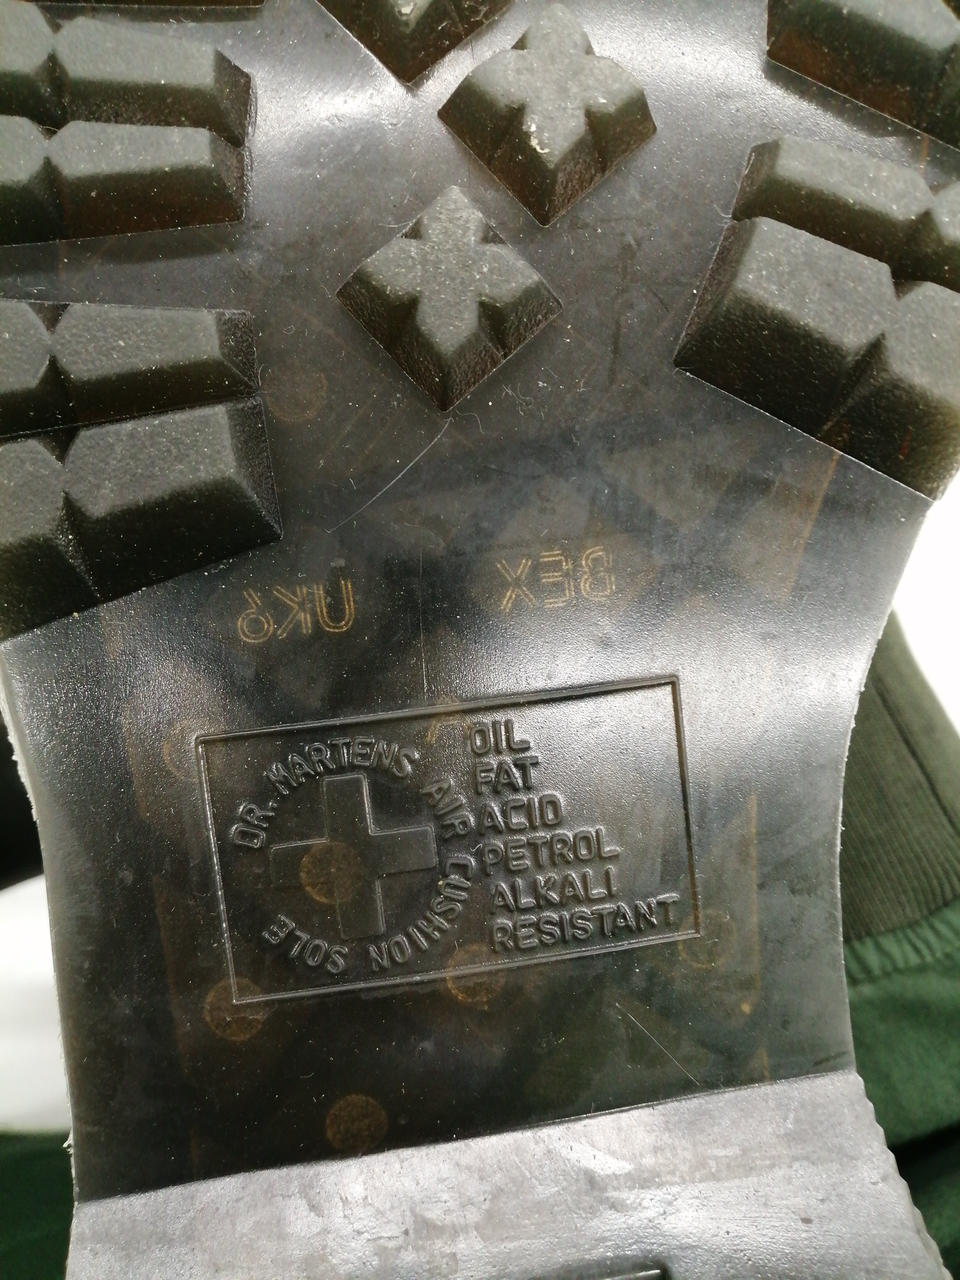 UK9 BEX
DR. MARTENS AIR CUSHION SOLE
OIL
FAT
ACID
PETROL
ALKALI
RESISTANT